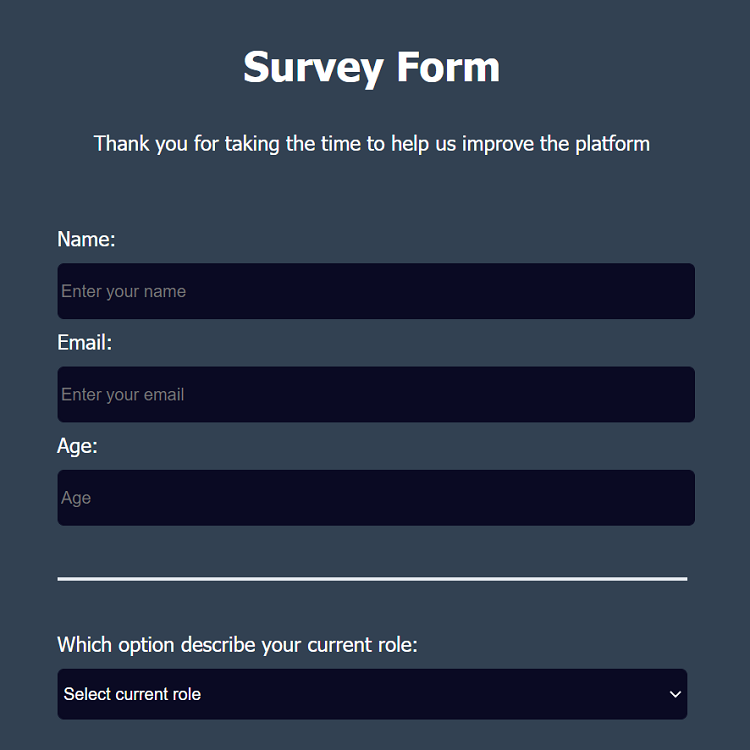 Survey Form
Thank you for taking the time to help us improve the platform
Name:
Enter your name
Email:
Enter your email
Age:
Age
Which option describe your current role:
Select current role